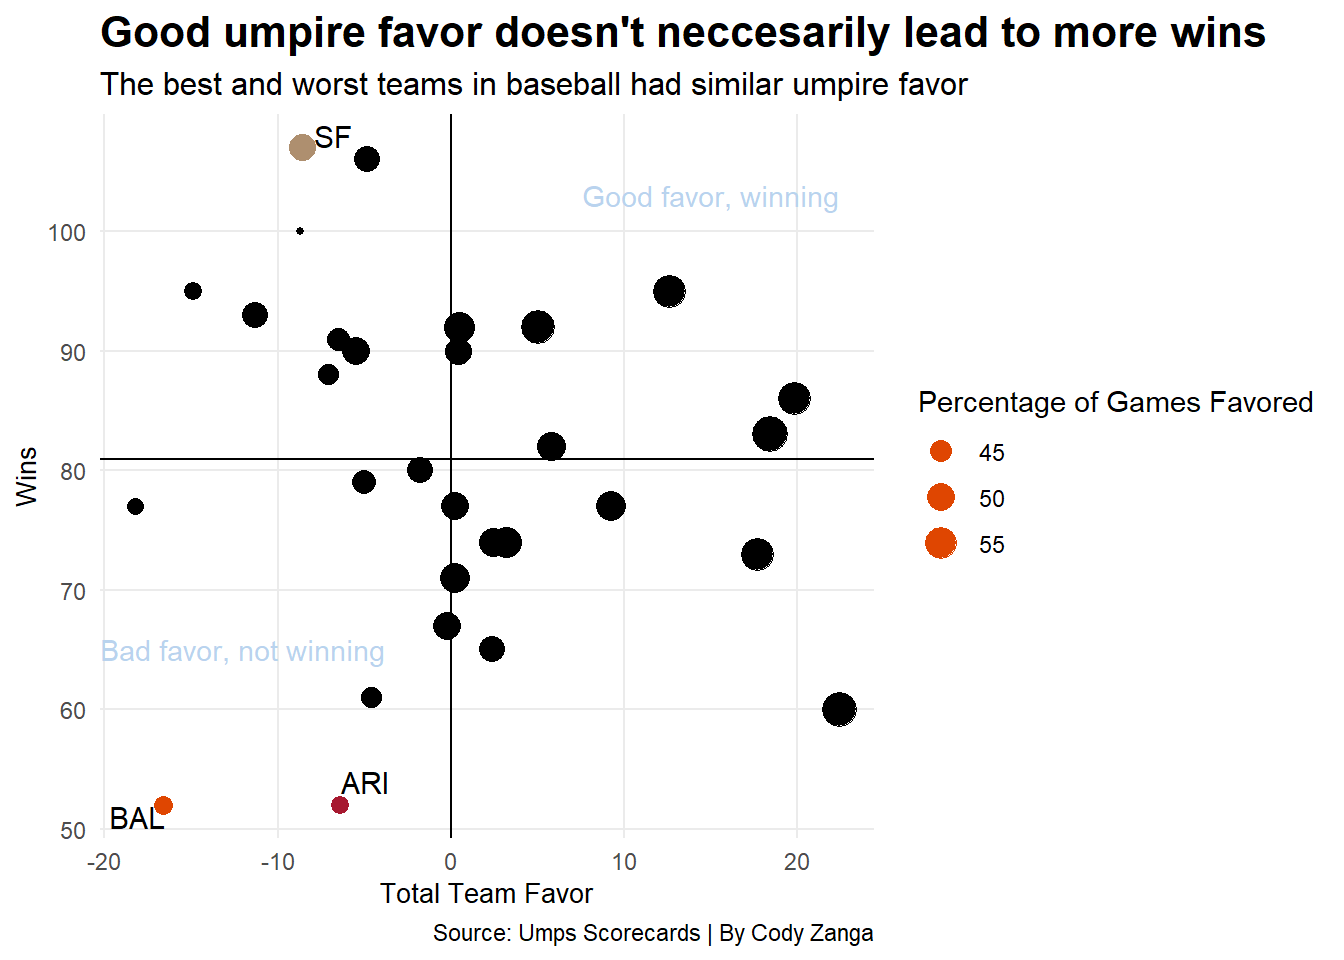 Good umpire favor doesn't neccesarily lead to more wins
The best and worst teams in baseball had similar umpire favor
SF
Good favor, winning
100
90
80
70
60
50
Wins
Bad favor, not winning
ARI
BAL
-20 -10 0 10 20
Total Team Favor
Percentage of Games Favored
45
50
55
Source: Umps Scorecards | By Cody Zanga